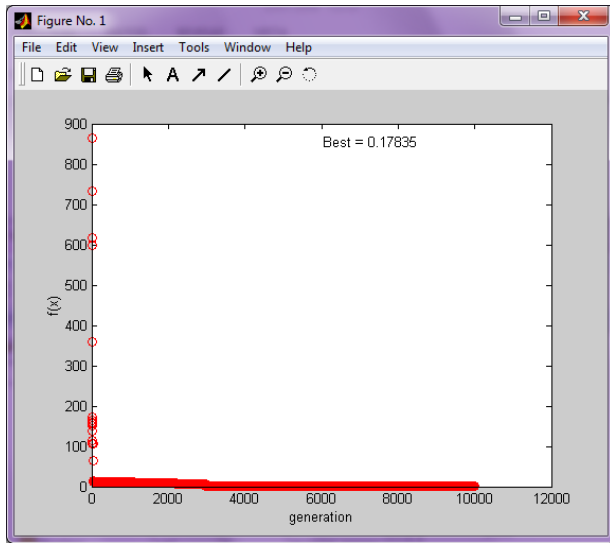 Figure No. 1
File Edit View Insert Tools Window Help
A
Best = 0.17835
900
800
700
600
500
400
300
200
100
0
f(x)
0 2000 4000 6000 8000 10000 12000
generation